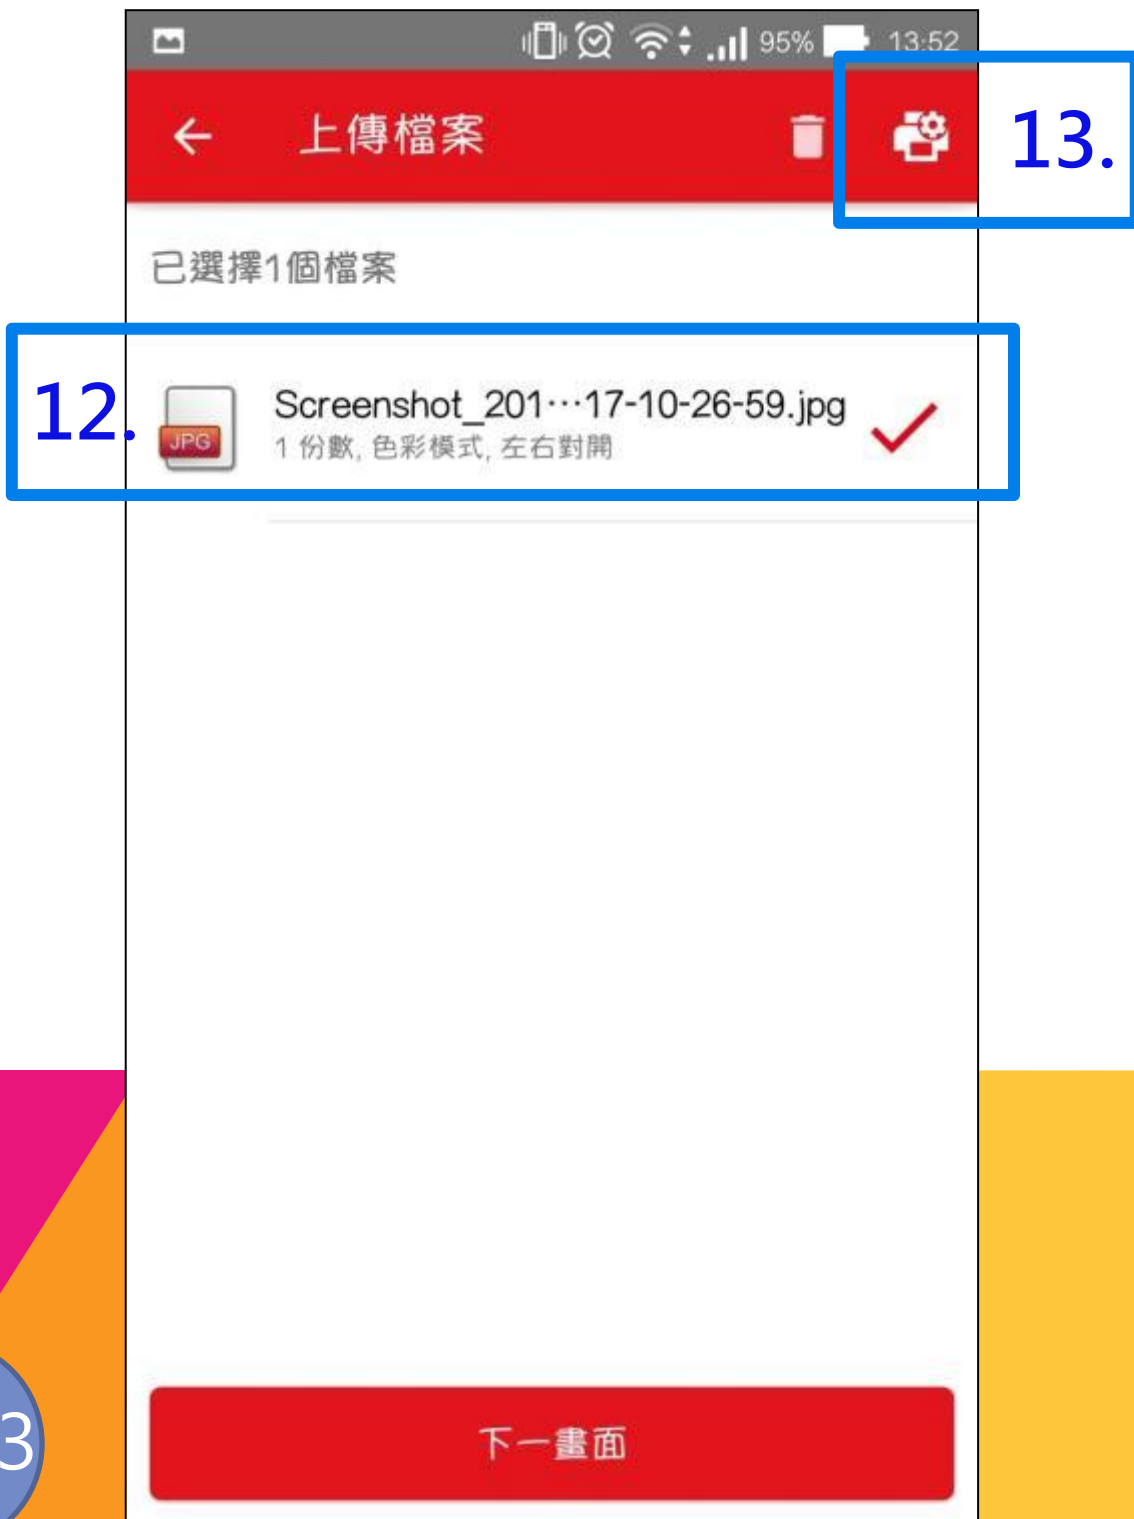 95% 13:52
上傳檔案
13.
已選擇1個檔案
12.
JPG
Screenshot_201…17-10-26-59.jpg
1 份數, 色彩模式, 左右對開
下一畫面
3